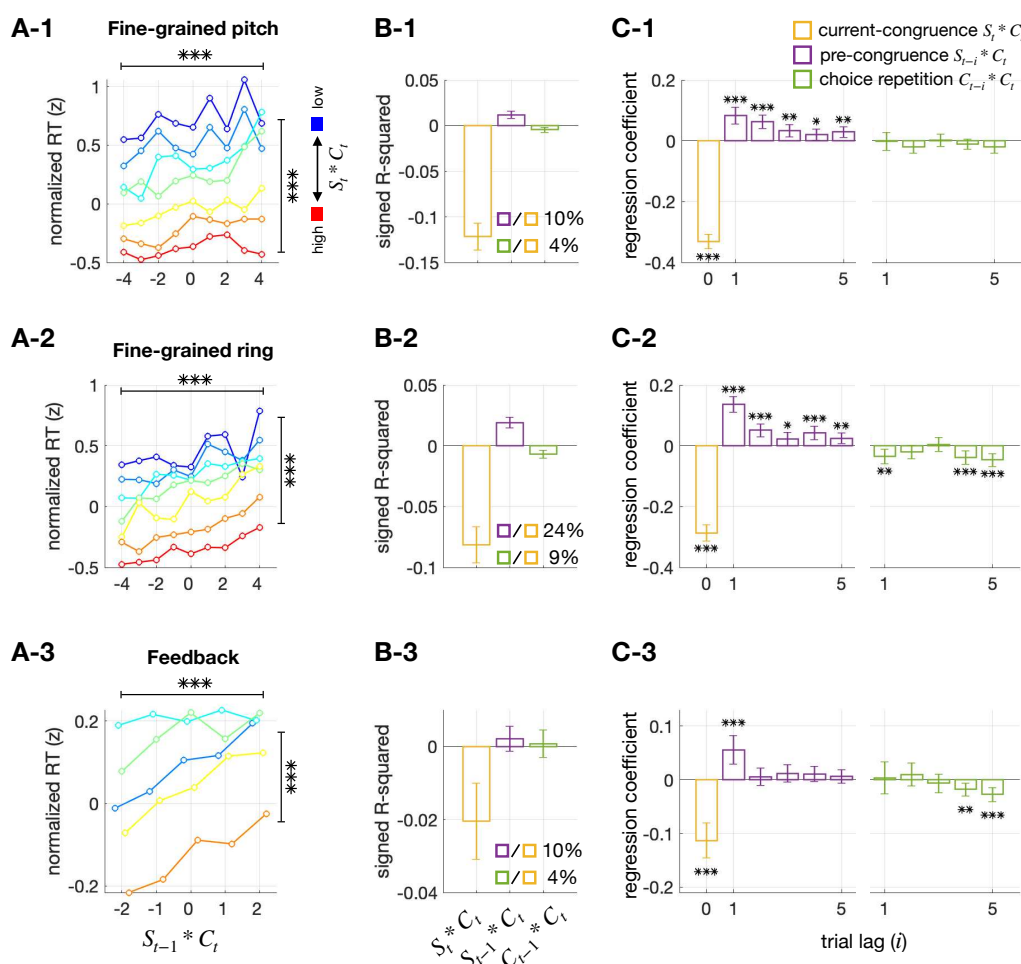 A-1
Fine-grained pitch
B-1
C-1
current-congruence S_t * C_t
pre-congruence S_{t-i} * C_t
choice repetition C_{t-i} * C_t
normalized RT (z)
1
0.5
0
-0.5
***
-4 -2 0 2 4
***
low
S_t * C_t
high
signed R-squared
0.05
0
-0.05
-0.1
-0.15
/ 10%
/ 4%
regression coefficient
0.2
0
-0.2
-0.4
*** *** ** * **
***
0 1 5
1 5
A-2
Fine-grained ring
B-2
C-2
normalized RT (z)
1
0.5
0
-0.5
***
-4 -2 0 2 4
***
signed R-squared
0.05
0
-0.05
-0.1
/ 24%
/ 9%
regression coefficient
0.2
0
-0.2
-0.4
*** *** * *** **
***
** *** ***
0 1 5
1 5
A-3
Feedback
B-3
C-3
normalized RT (z)
0.2
0
-0.2
***
-2 -1 0 1 2
***
S_{t-1} * C_t
signed R-squared
0
-0.02
-0.04
/ 10%
/ 4%
S_t * C_t
S_{t-1} * C_t
C_{t-1} * C_t
regression coefficient
0.1
0
-0.1
-0.2
***
***
** ***
0 1 5
1 5
trial lag (i)